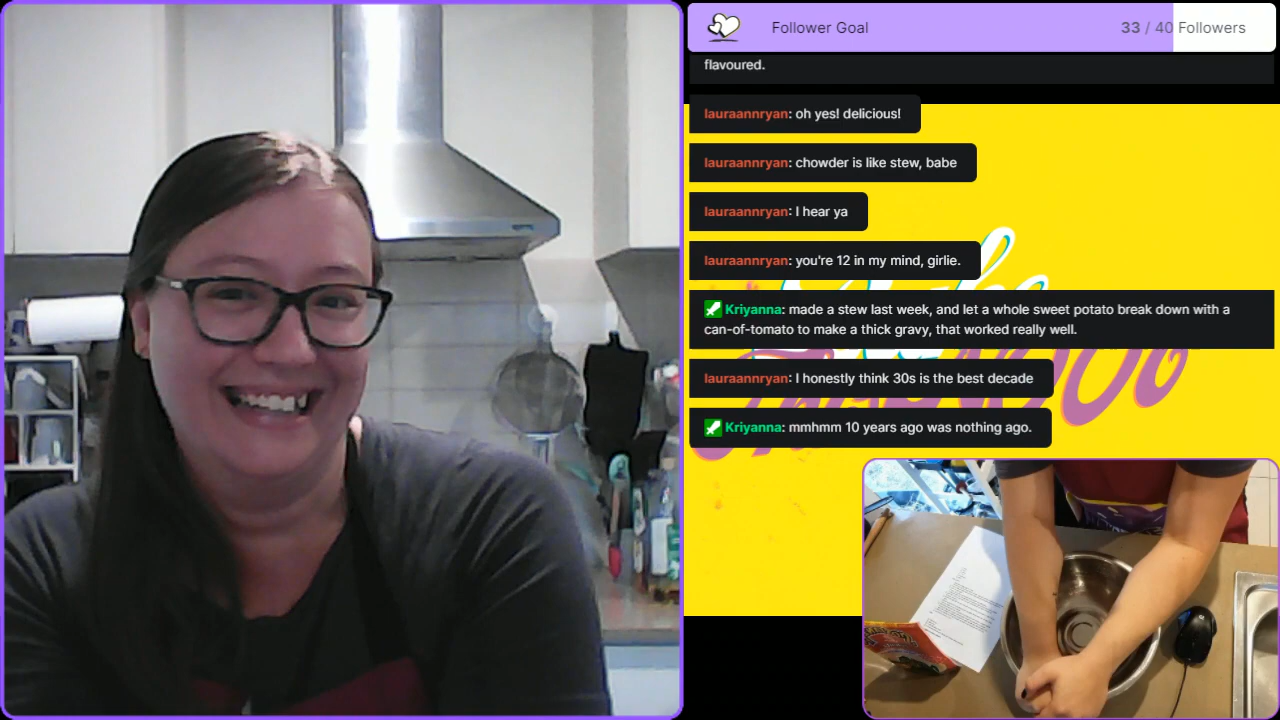 Follower Goal
33 / 40 Followers
flavoured.
lauraannryan: oh yes! delicious!
lauraannryan: chowder is like stew, babe
lauraannryan: I hear ya
lauraannryan: you're 12 in my mind, girlie.
Kriyanna: made a stew last week, and let a whole sweet potato break down with a
can-of-tomato to make a thick gravy, that worked really well.
lauraannryan: I honestly think 30s is the best decade
Kriyanna: mmhmm 10 years ago was nothing ago.